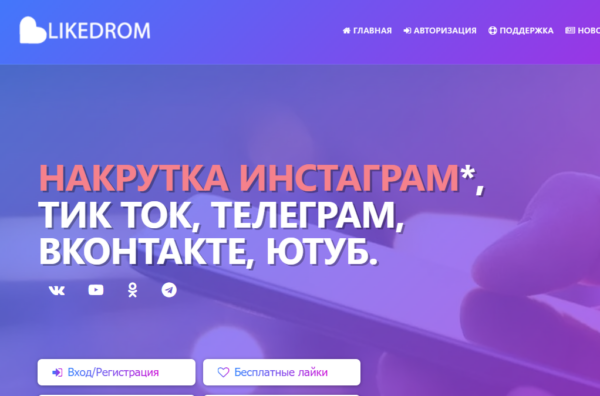 LIKEDROM
ГЛАВНАЯ АВТОРИЗАЦИЯ ПОДДЕРЖКА НОВО
НАКРУТКА ИНСТАГРАМ*,
ТИК ТОК, ТЕЛЕГРАМ,
ВКОНТАКТЕ, ЮТУБ.
Вход/Регистрация
Бесплатные лайки